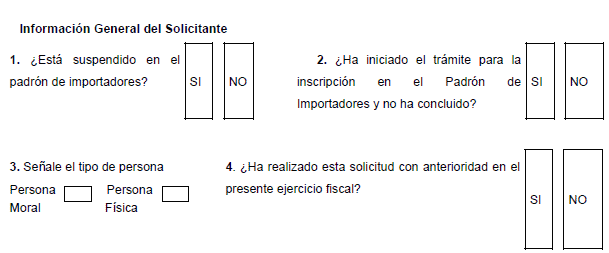 Información General del Solicitante
1. ¿Está suspendido en el
padrón de importadores?
SI
NO
2. ¿Ha iniciado el trámite para la
inscripción en el Padrón de
Importadores y no ha concluido?
SI
NO
3. Señale el tipo de persona
Persona
Moral
Persona
Física
4. ¿Ha realizado esta solicitud con anterioridad en el
presente ejercicio fiscal?
SI
NO